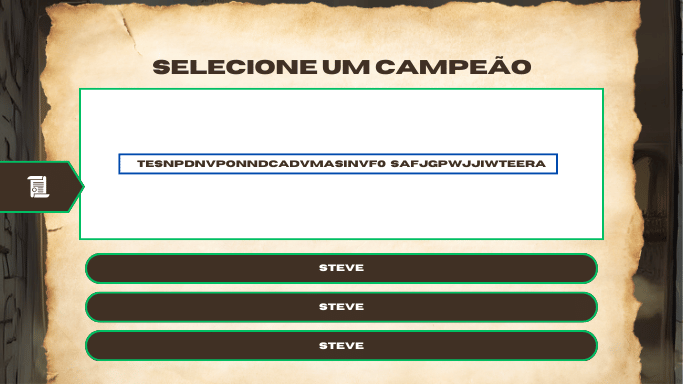 SELECIONE UM CAMPEÃO
TESNPDNVPONNDCADVMASINVF0 SAFJGPWJJIWTEERA
STEVE
STEVE
STEVE